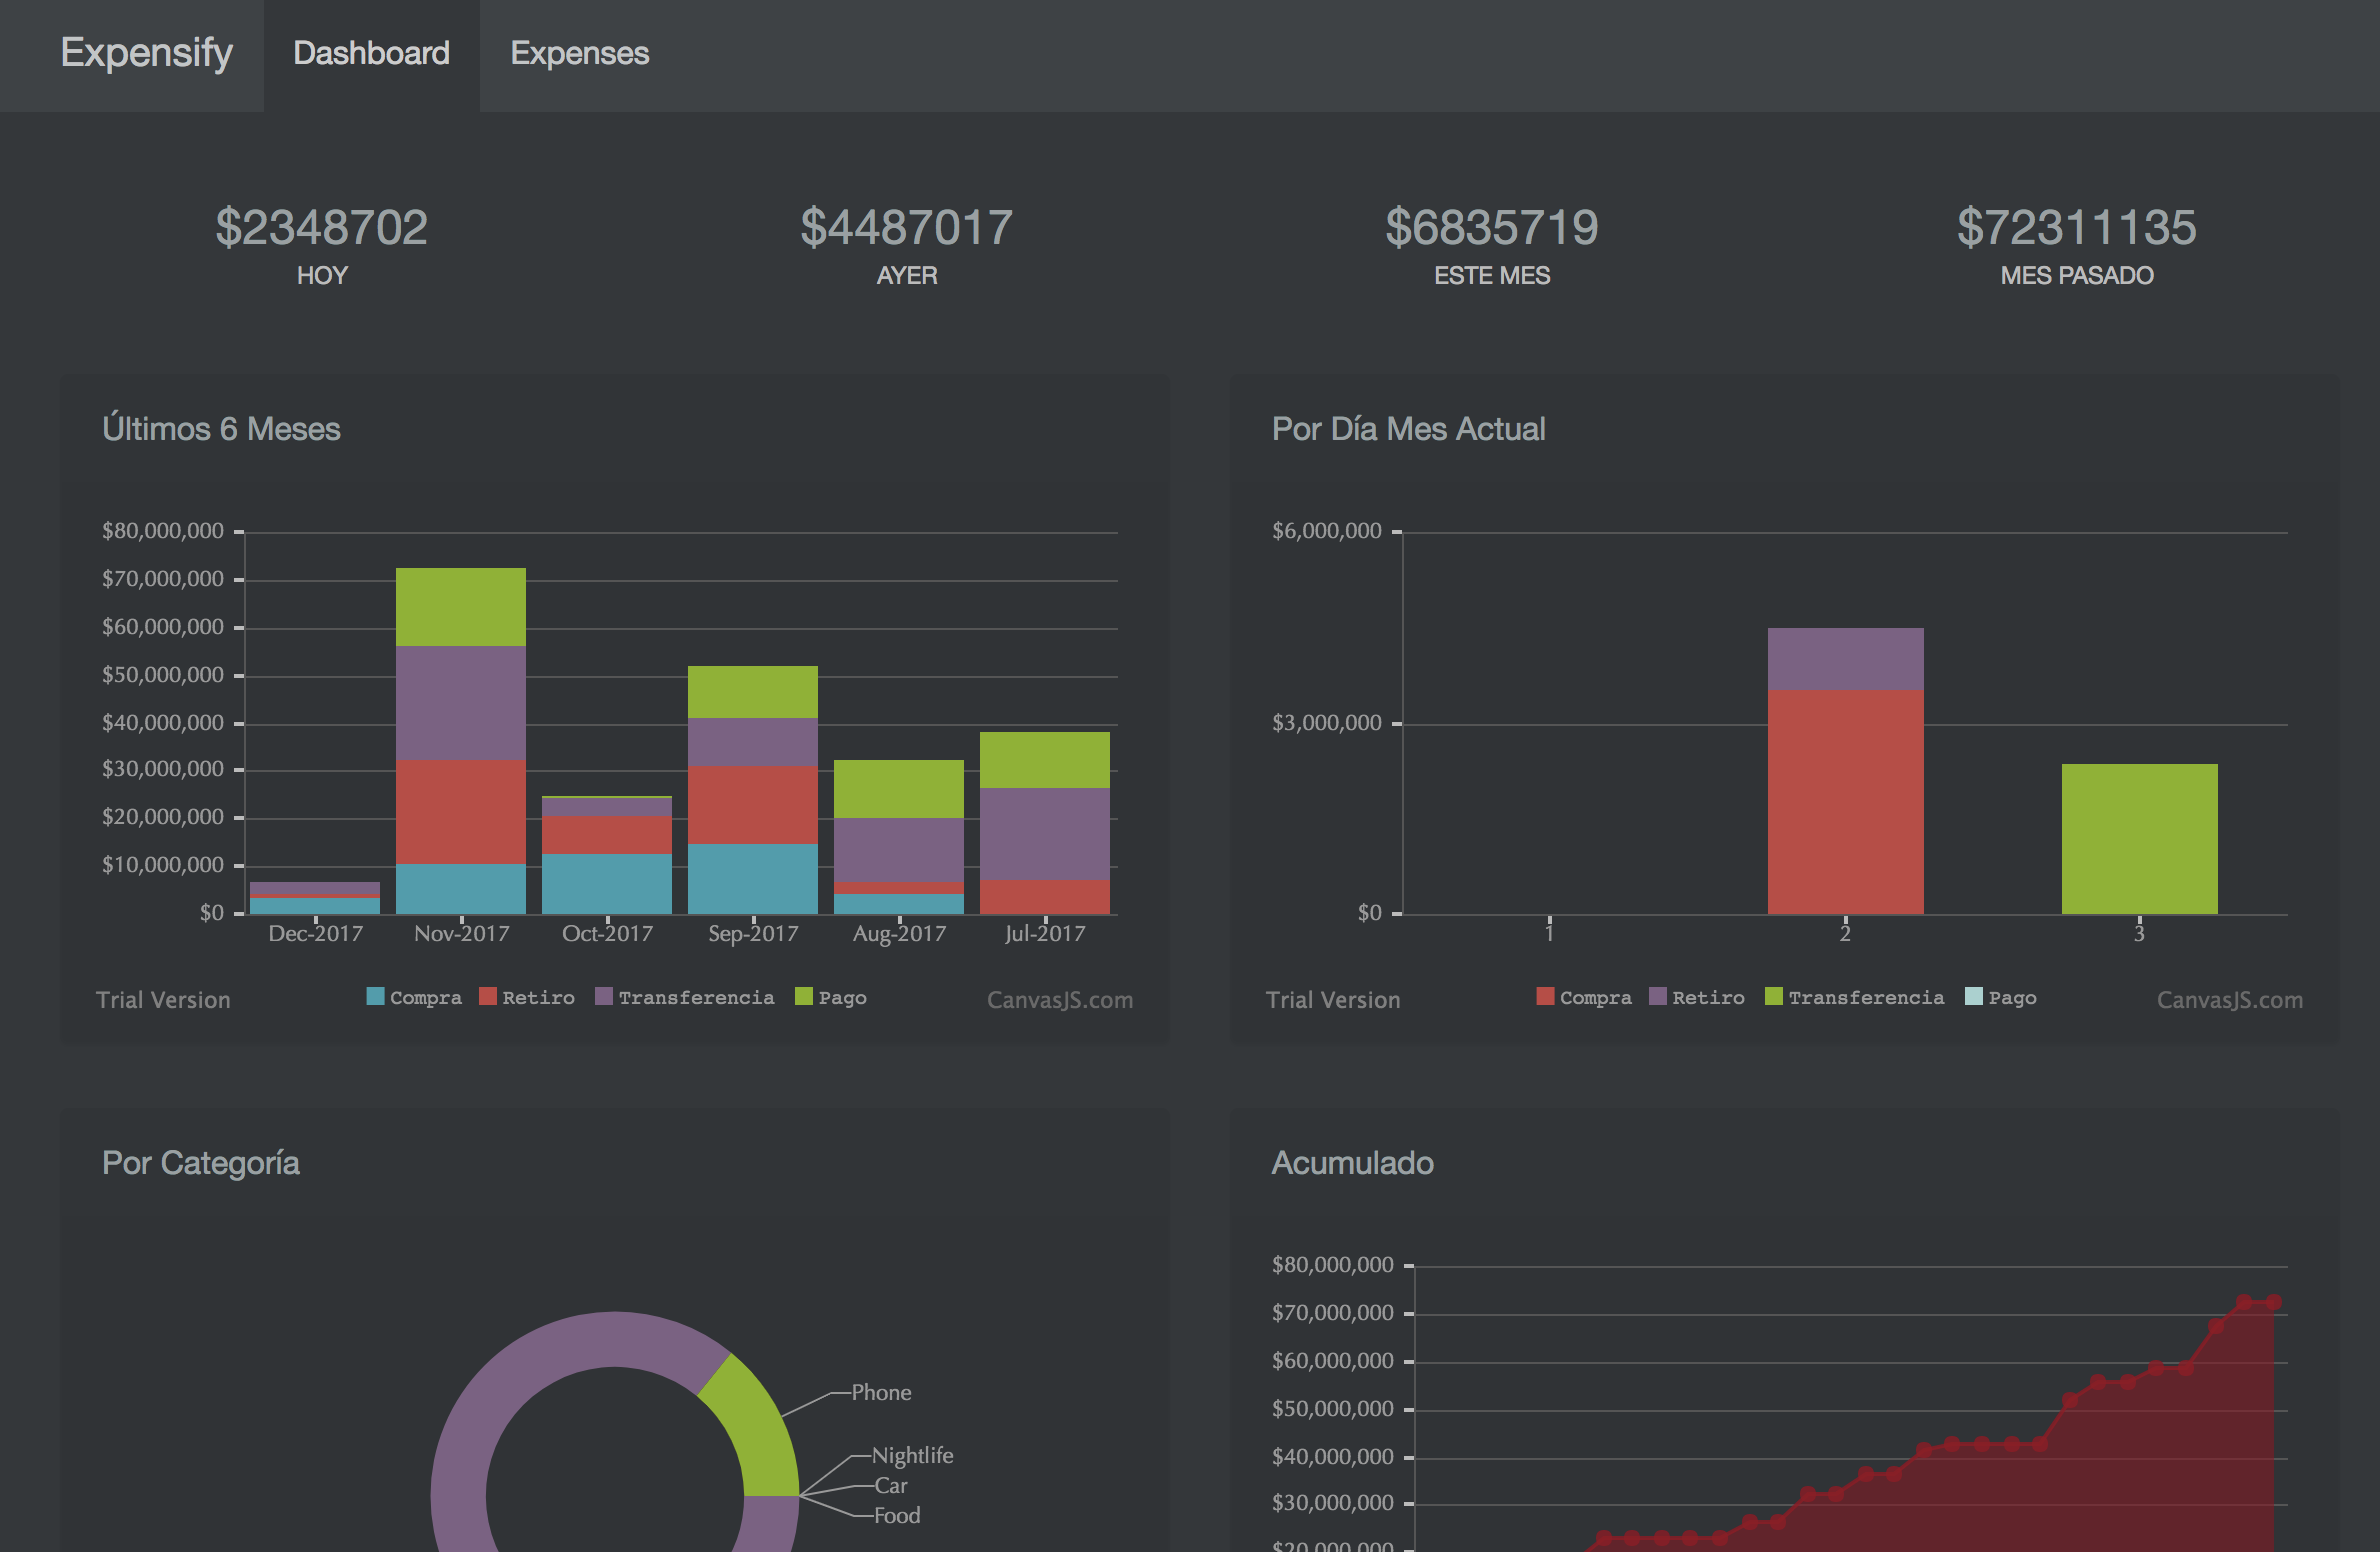 Expensify Dashboard Expenses
$2348702 $4487017 $6835719 $72311135
HOY AYER ESTE MES MES PASADO
Últimos 6 Meses
$80,000,000
$70,000,000
$60,000,000
$50,000,000
$40,000,000
$30,000,000
$20,000,000
$10,000,000
$0
Dec-2017 Nov-2017 Oct-2017 Sep-2017 Aug-2017 Jul-2017
Trial Version Compra Retiro Transferencia Pago CanvasJS.com
Por Día Mes Actual
$6,000,000
$3,000,000
$0
1 2 3
Trial Version Compra Retiro Transferencia Pago CanvasJS.com
Por Categoría
Phone
Nightlife
Car
Food
Acumulado
$80,000,000
$70,000,000
$60,000,000
$50,000,000
$40,000,000
$30,000,000
$20,000,000